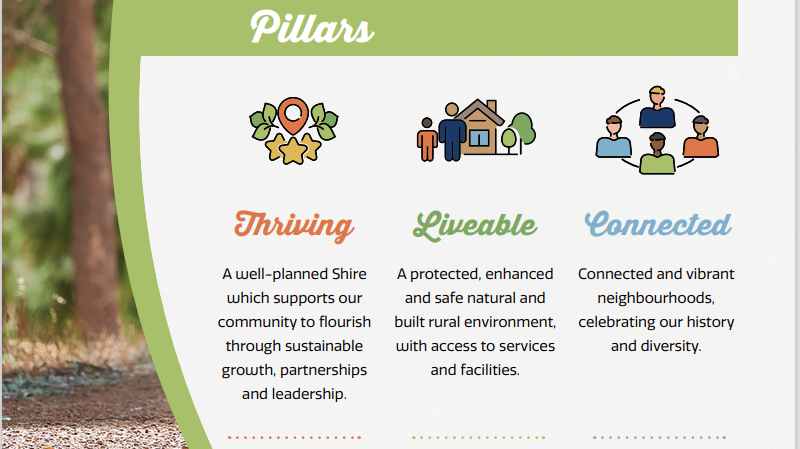 Pillars
Thriving
Liveable
Connected
A well-planned Shire
which supports our
community to flourish
through sustainable
growth, partnerships
and leadership.
A protected, enhanced
and safe natural and
built rural environment,
with access to services
and facilities.
Connected and vibrant
neighbourhoods,
celebrating our history
and diversity.